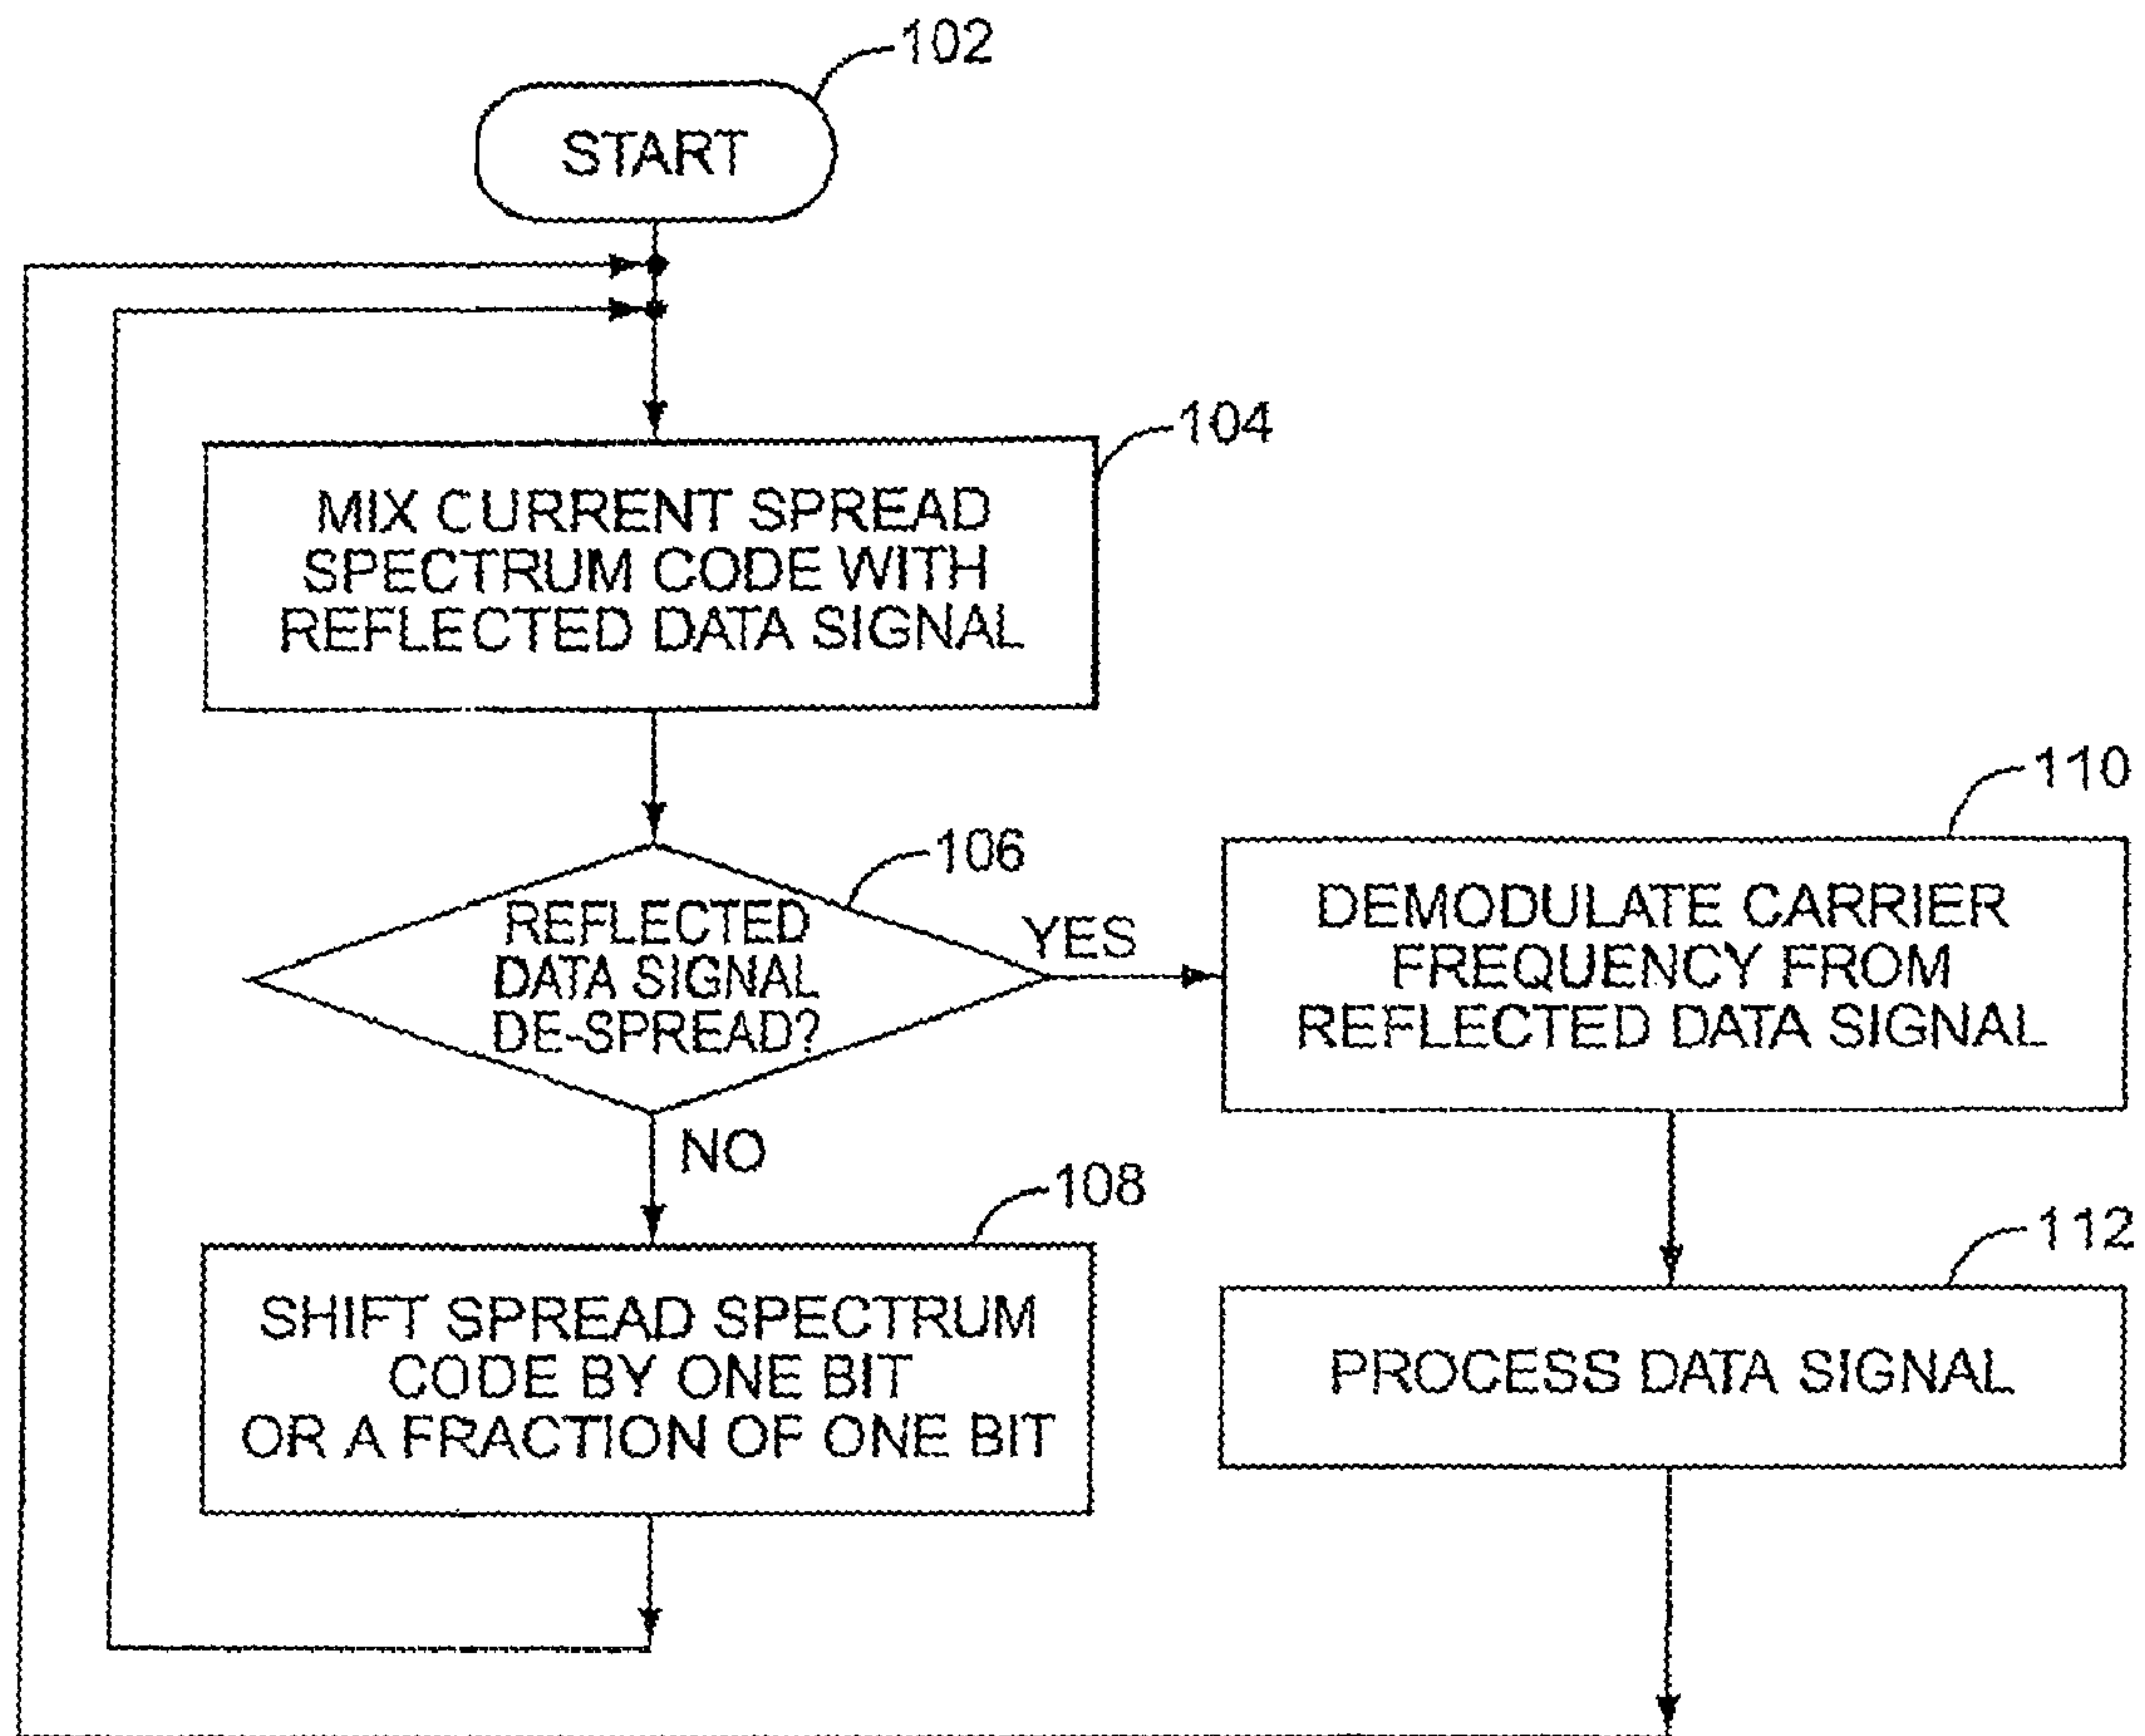 102
START
104
MIX CURRENT SPREAD
SPECTRUM CODE WITH
REFLECTED DATA SIGNAL
106
REFLECTED
DATA SIGNAL
DE-SPREAD?
YES
110
DEMODULATE CARRIER
FREQUENCY FROM
REFLECTED DATA SIGNAL
NO
108
SHIFT SPREAD SPECTRUM
CODE BY ONE BIT
OR A FRACTION OF ONE BIT
112
PROCESS DATA SIGNAL